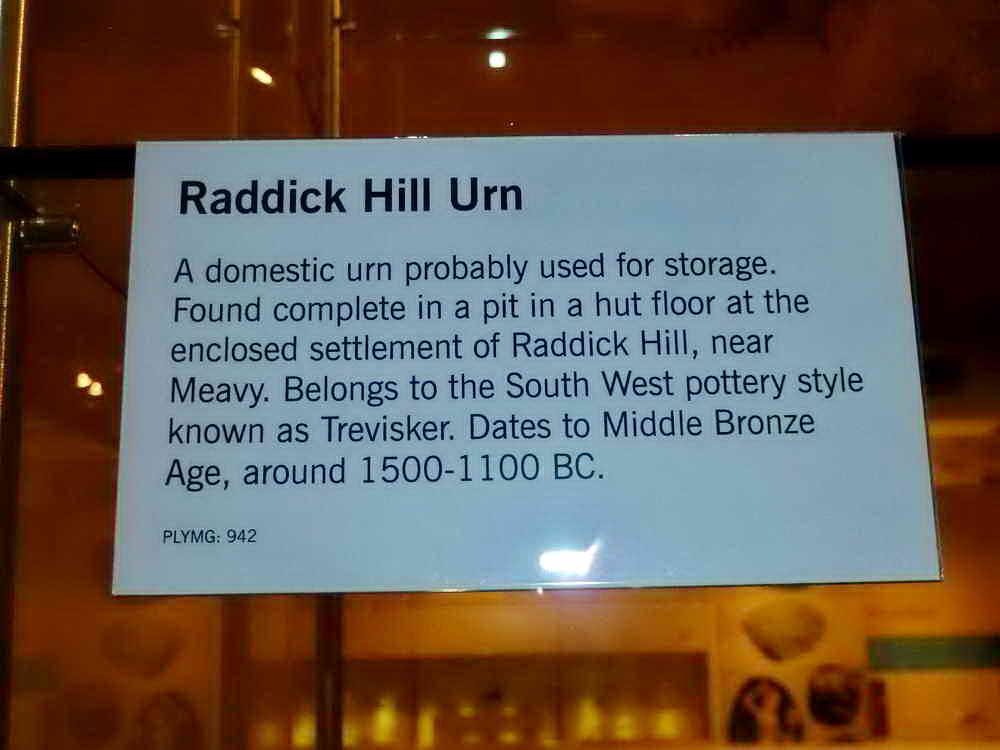 Raddick Hill Urn
A domestic urn probably used for storage.
Found complete in a pit in a hut floor at the
enclosed settlement of Raddick Hill, near
Meavy. Belongs to the South West pottery style
known as Trevisker. Dates to Middle Bronze
Age, around 1500-1100 BC.
PLYMG: 942